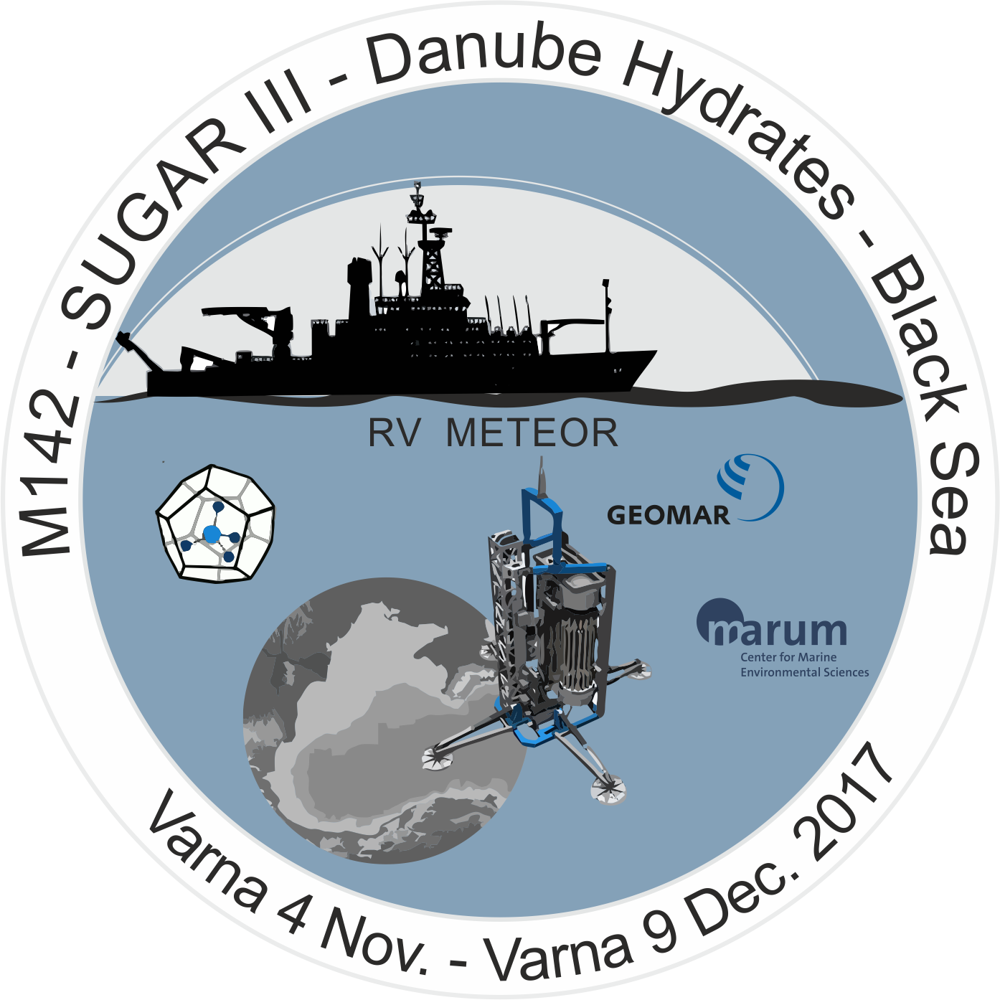 M142 - SUGAR III - Danube Hydrates - Black Sea
RV METEOR
GEOMAR
marum
Center for Marine
Environmental Sciences
Varna 4 Nov. - Varna 9 Dec. 2017